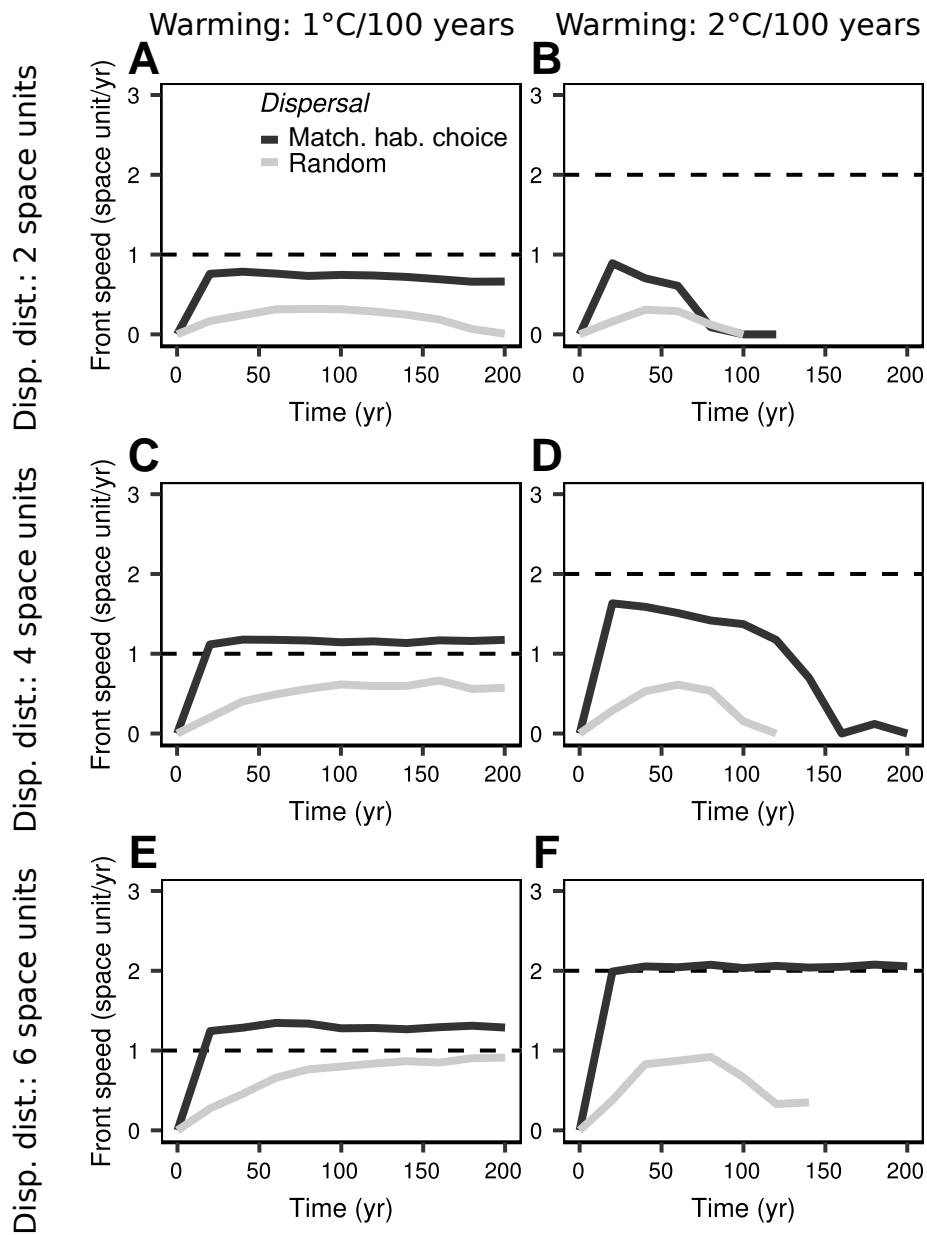 Warming: 1°C/100 years
Warming: 2°C/100 years
Disp. dist.: 2 space units
A
Front speed (space unit/yr)
3
2
1
0
Dispersal
Match. hab. choice
Random
0 50 100 150 200
Time (yr)
B
3
2
1
0
0 50 100 150 200
Time (yr)
Disp. dist.: 4 space units
C
Front speed (space unit/yr)
3
2
1
0
0 50 100 150 200
Time (yr)
D
3
2
1
0
0 50 100 150 200
Time (yr)
Disp. dist.: 6 space units
E
Front speed (space unit/yr)
3
2
1
0
0 50 100 150 200
Time (yr)
F
3
2
1
0
0 50 100 150 200
Time (yr)